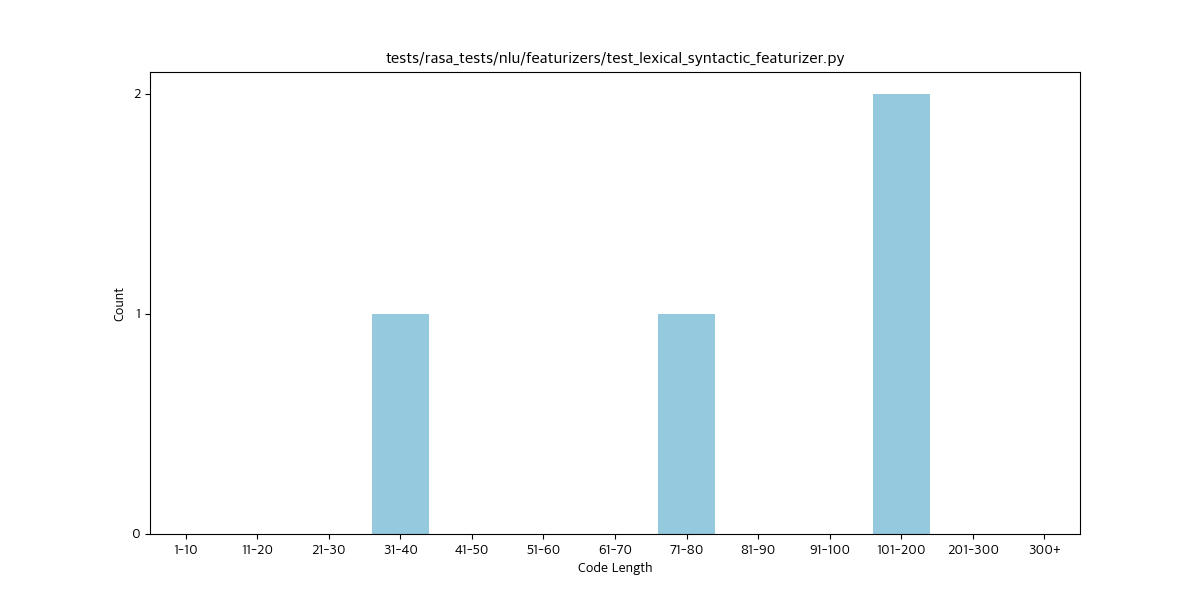 tests/rasa_tests/nlu/featurizers/test_lexical_syntactic_featurizer.py
2
1
0
Count
1-10 11-20 21-30 31-40 41-50 51-60 61-70 71-80 81-90 91-100 101-200 201-300 300+
Code Length